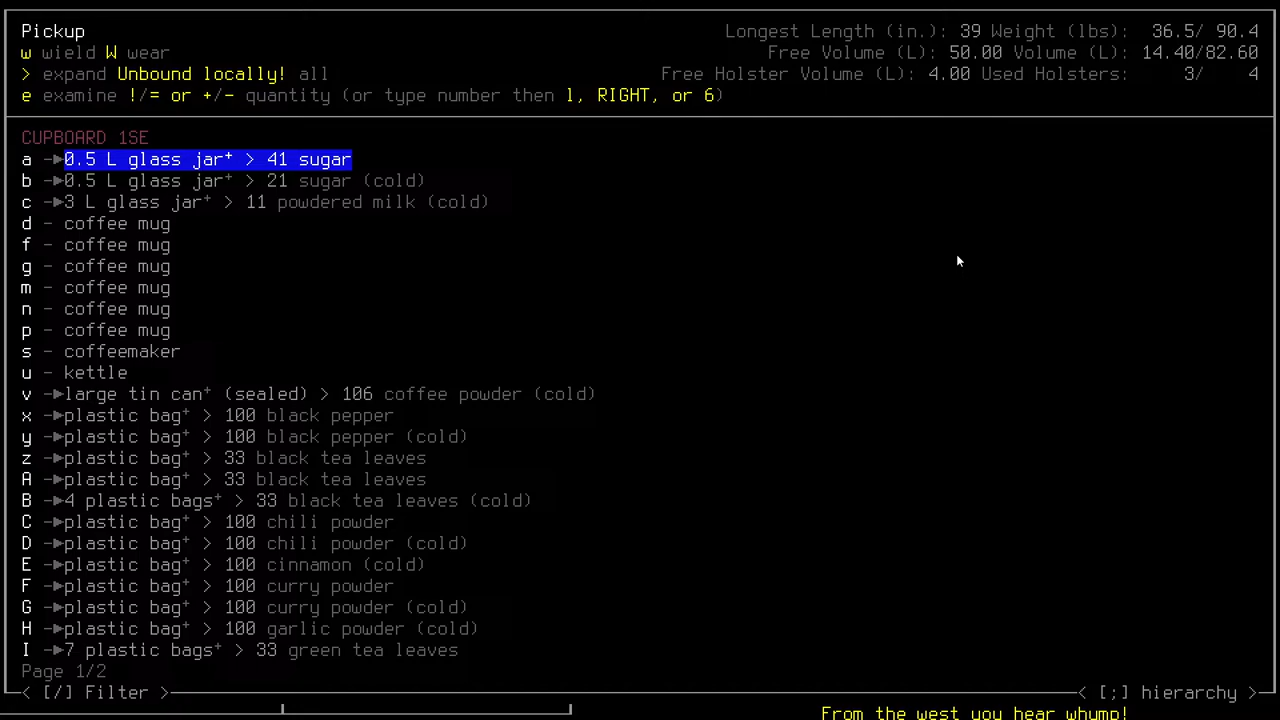 Pickup
Longest Length (in.): 39 Weight (lbs): 36.5/ 90.4
w wield W wear
Free Volume (L): 50.00 Volume (L): 14.40/82.60
> expand Unbound locally! all
Free Holster Volume (L): 4.00 Used Holsters: 3/ 4
e examine !/= or +/- quantity (or type number then l, RIGHT, or 6)
CUPBOARD 1SE
a -►0.5 L glass jar⁺ > 41 sugar
b -►0.5 L glass jar⁺ > 21 sugar (cold)
c -►3 L glass jar⁺ > 11 powdered milk (cold)
d - coffee mug
f - coffee mug
g - coffee mug
m - coffee mug
n - coffee mug
p - coffee mug
s - coffeemaker
u - kettle
v -►large tin can⁺ (sealed) > 106 coffee powder (cold)
x -►plastic bag⁺ > 100 black pepper
y -►plastic bag⁺ > 100 black pepper (cold)
z -►plastic bag⁺ > 33 black tea leaves
A -►plastic bag⁺ > 33 black tea leaves
B -►4 plastic bags⁺ > 33 black tea leaves (cold)
C -►plastic bag⁺ > 100 chili powder
D -►plastic bag⁺ > 100 chili powder (cold)
E -►plastic bag⁺ > 100 cinnamon (cold)
F -►plastic bag⁺ > 100 curry powder
G -►plastic bag⁺ > 100 curry powder (cold)
H -►plastic bag⁺ > 100 garlic powder (cold)
I -►7 plastic bags⁺ > 33 green tea leaves
Page 1/2
< [/] Filter >
< [;] hierarchy >
From the west you hear whump!